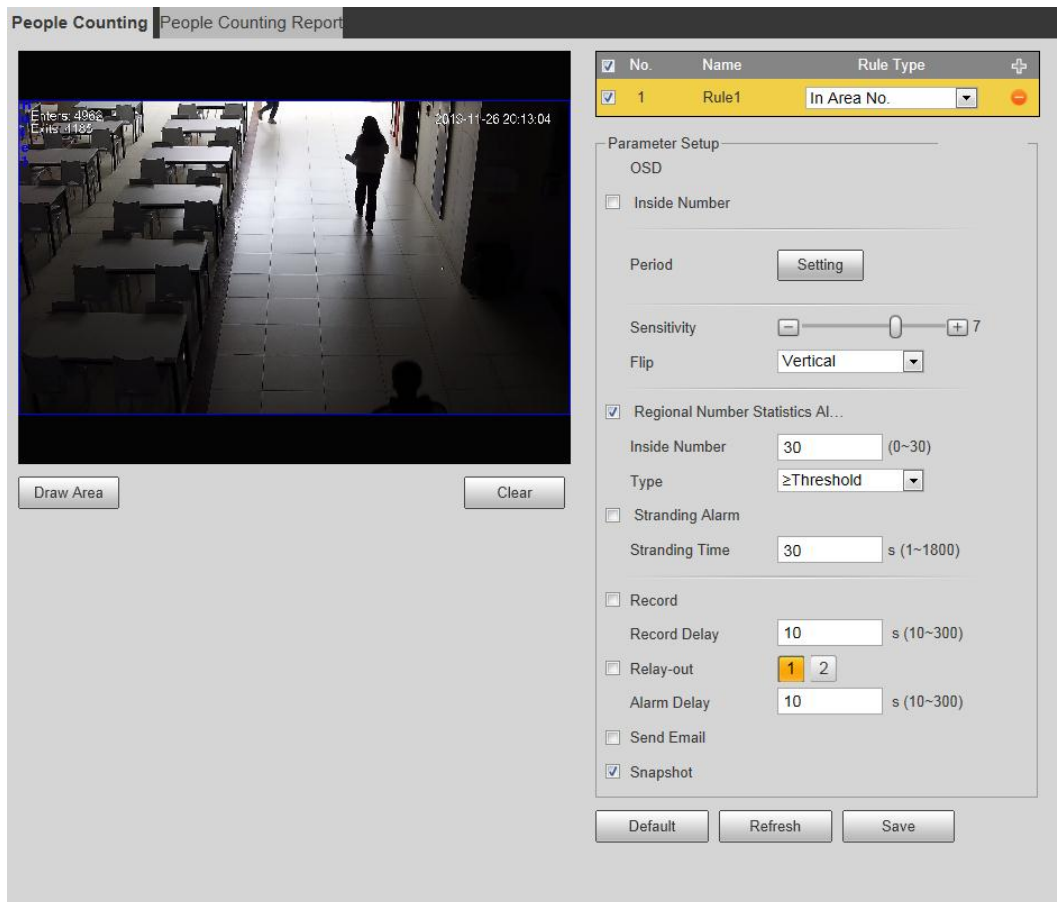 People Counting People Counting Report
Enters: 4962
Exits: 4185
2013-11-26 20:13:04
Draw Area
Clear
No. Name Rule Type
1 Rule1 In Area No.
Parameter Setup
OSD
Inside Number
Period Setting
Sensitivity 7
Flip Vertical
Regional Number Statistics Al...
Inside Number 30 (0~30)
Type ≥Threshold
Stranding Alarm
Stranding Time 30 s (1~1800)
Record
Record Delay 10 s (10~300)
Relay-out 1 2
Alarm Delay 10 s (10~300)
Send Email
Snapshot
Default Refresh Save